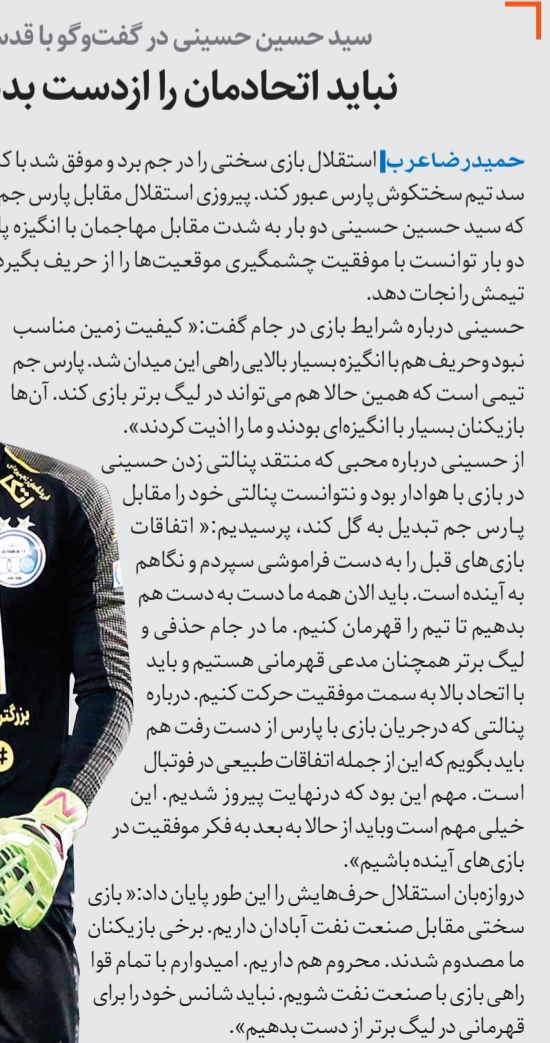 سید حسین حسینی در گفت‌وگو با
نباید اتحادمان را ازدست
حمیدرضاعرب| استقلال بازی سختی را در جم برد و موفق شد با
سد تیم سختکوش پارس عبور کند. پیروزی استقلال مقابل پارس جم
که سید حسین حسینی دو بار به شدت مقابل مهاجمان با انگیزه
دو بار توانست با موفقیت چشمگیری موقعیت‌ها را از حریف بگیرد
تیمش را نجات دهد.
حسینی درباره شرایط بازی در جام گفت:« کیفیت زمین مناسب
نبود وحریف هم با انگیزه بسیار بالایی راهی این میدان شد. پارس جم
تیمی است که همین حالا هم می‌تواند در لیگ برتر بازی کند. آن‌ها
بازیکنان بسیار با انگیزه‌ای بودند و ما را اذیت کردند».
از حسینی درباره محبی که منتقد پنالتی زدن حسینی
در بازی با هوادار بود و نتوانست پنالتی خود را مقابل
پارس جم تبدیل به گل کند، پرسیدیم:« اتفاقات
بازی‌های قبل را به دست فراموشی سپردم و نگاهم
به آینده است. باید الان همه ما دست به دست هم
بدهیم تا تیم را قهرمان کنیم. ما در جام حذفی و
لیگ برتر همچنان مدعی قهرمانی هستیم و باید
با اتحاد بالا به سمت موفقیت حرکت کنیم. درباره
پنالتی که درجریان بازی با پارس از دست رفت هم
باید بگویم که این از جمله اتفاقات طبیعی در فوتبال
است. مهم این بود که درنهایت پیروز شدیم. این
خیلی مهم است وباید از حالا به بعد به فکر موفقیت در
بازی‌های آینده باشیم».
دروازه‌بان استقلال حرف‌هایش را این طور پایان داد:« بازی
سختی مقابل صنعت نفت آبادان داریم. برخی بازیکنان
ما مصدوم شدند. محروم هم داریم. امیدوارم با تمام قوا
راهی بازی با صنعت نفت شویم. نباید شانس خود را برای
قهرمانی در لیگ برتر از دست بدهیم».